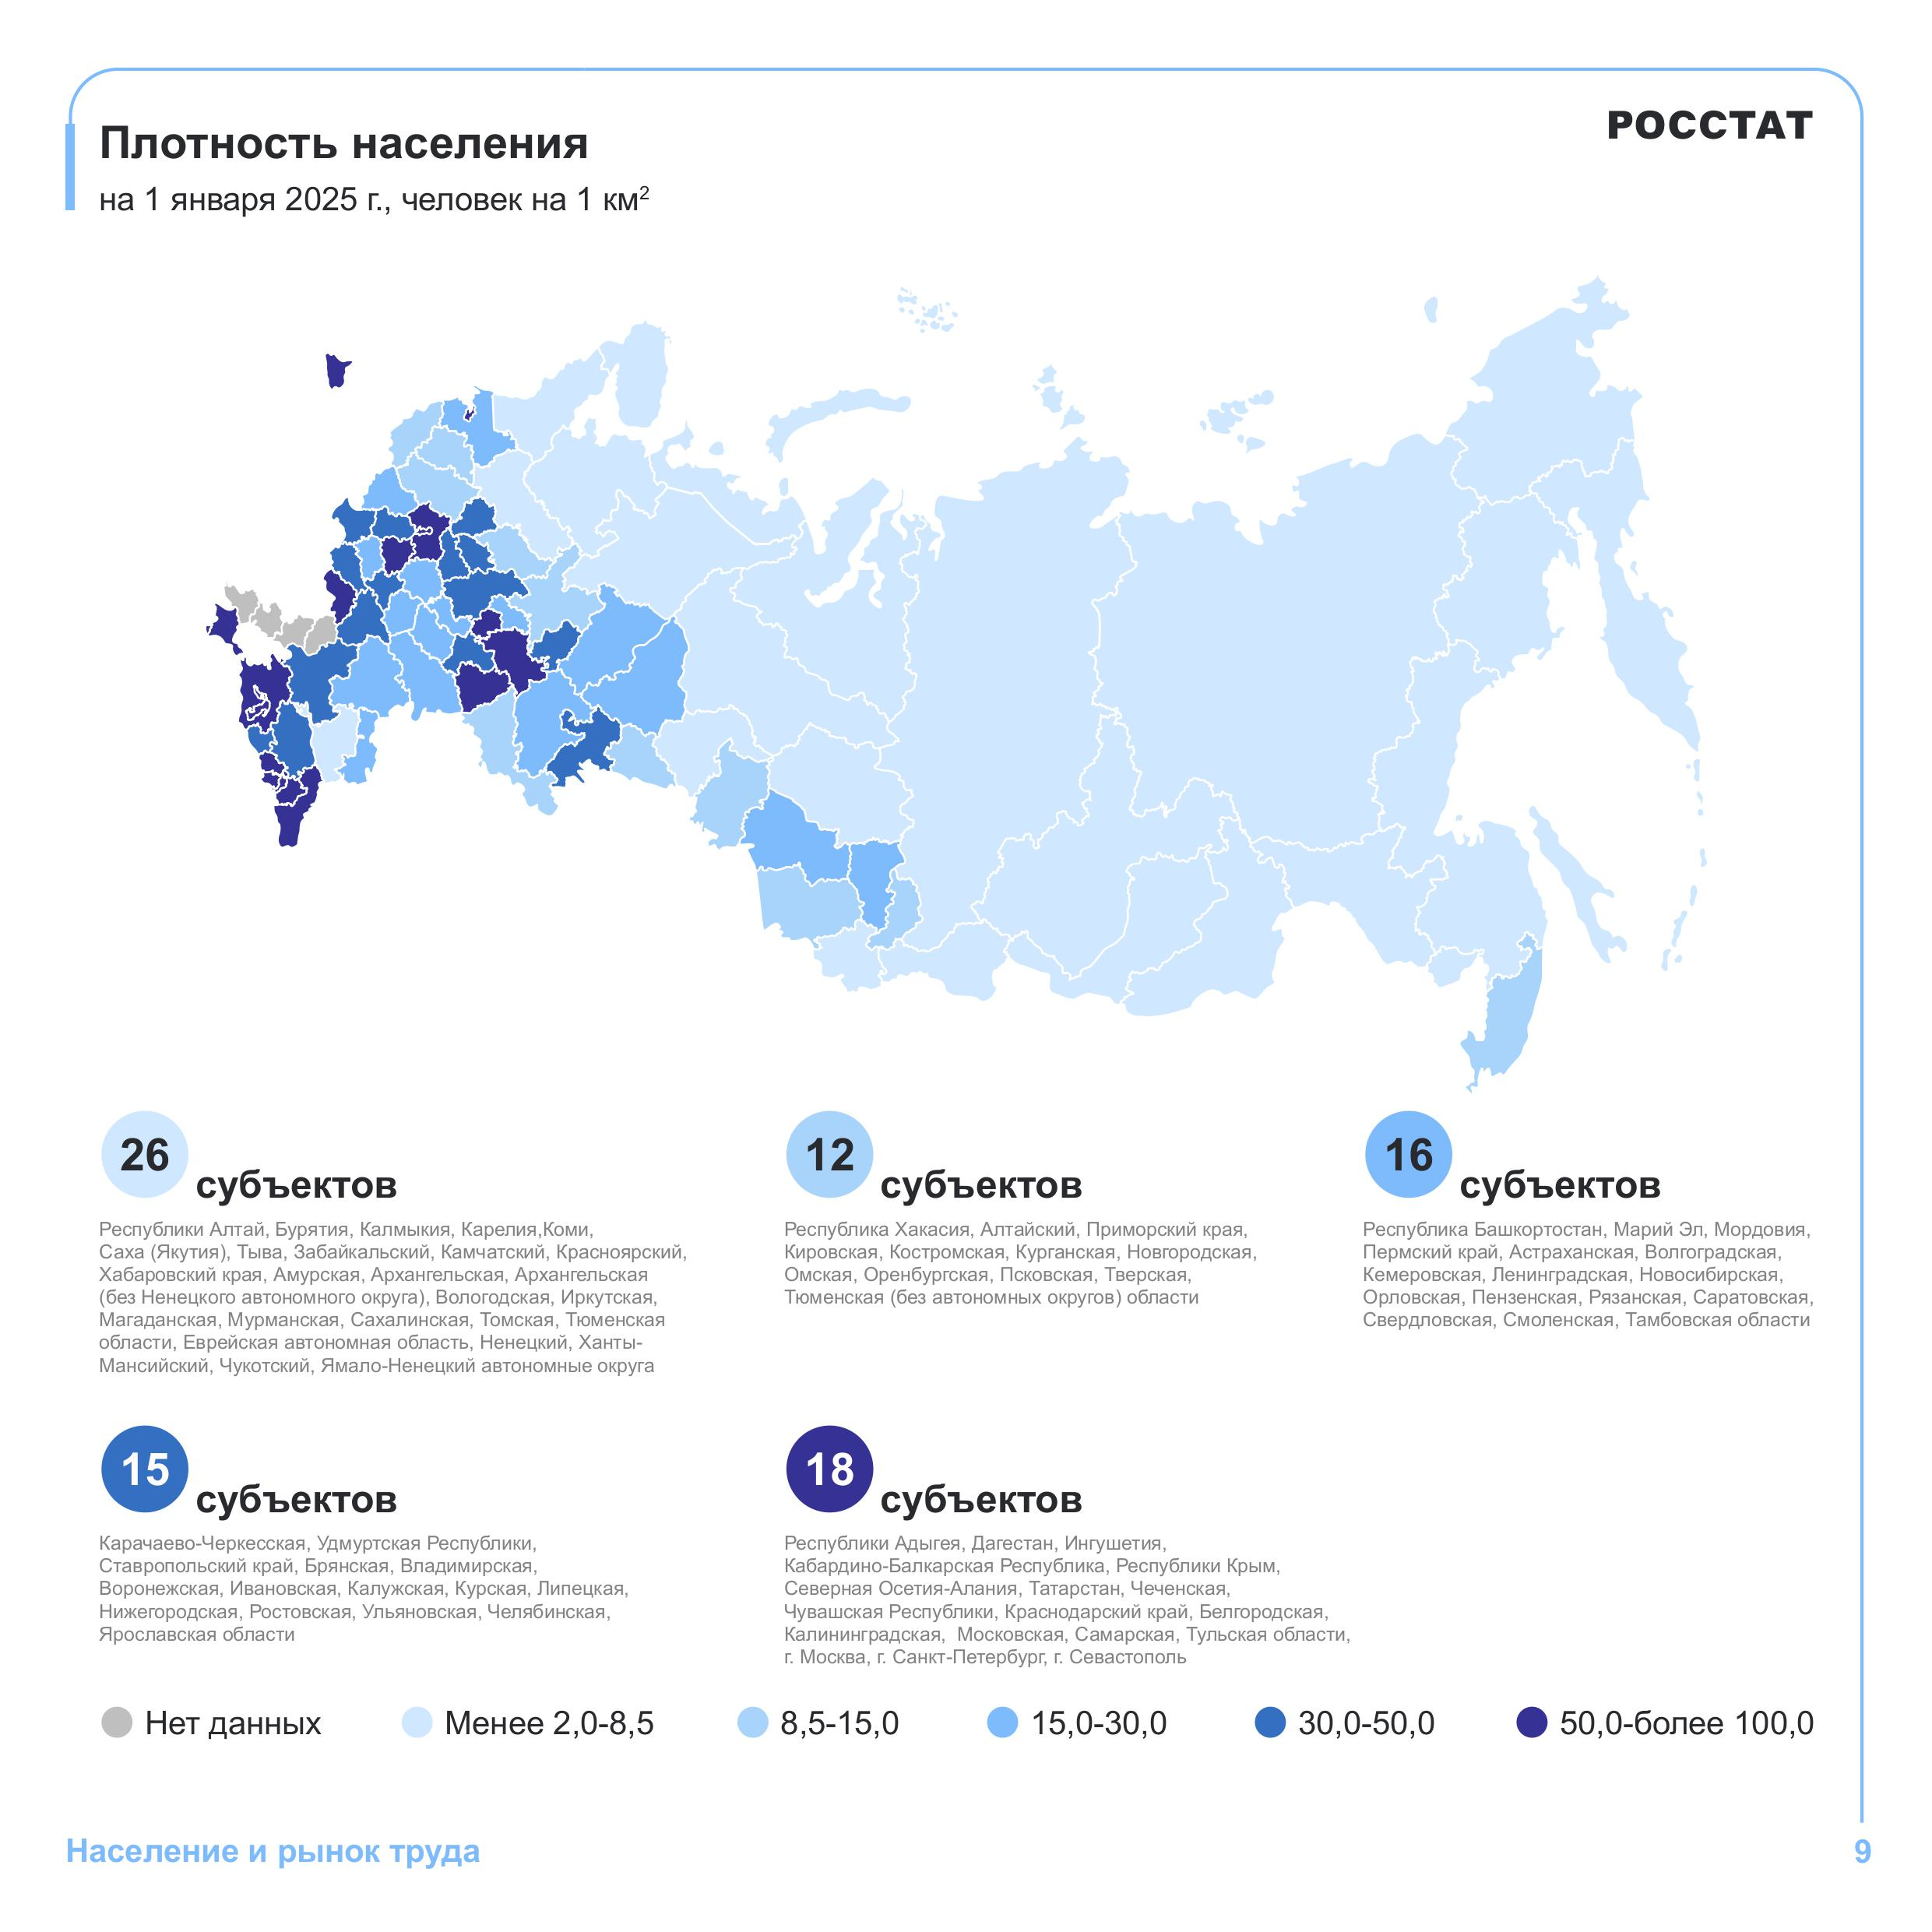 Плотность населения
на 1 января 2025 г., человек на 1 км²
РОССТАТ
26 субъектов
Республики Алтай, Бурятия, Калмыкия, Карелия,Коми,
Саха (Якутия), Тыва, Забайкальский, Камчатский, Красноярский,
Хабаровский края, Амурская, Архангельская, Архангельская
(без Ненецкого автономного округа), Вологодская, Иркутская,
Магаданская, Мурманская, Сахалинская, Томская, Тюменская
области, Еврейская автономная область, Ненецкий, Ханты-
Мансийский, Чукотский, Ямало-Ненецкий автономные округа
12 субъектов
Республика Хакасия, Алтайский, Приморский края,
Кировская, Костромская, Курганская, Новгородская,
Омская, Оренбургская, Псковская, Тверская,
Тюменская (без автономных округов) области
16 субъектов
Республика Башкортостан, Марий Эл, Мордовия,
Пермский край, Астраханская, Волгоградская,
Кемеровская, Ленинградская, Новосибирская,
Орловская, Пензенская, Рязанская, Саратовская,
Свердловская, Смоленская, Тамбовская области
15 субъектов
Карачаево-Черкесская, Удмуртская Республики,
Ставропольский край, Брянская, Владимирская,
Воронежская, Ивановская, Калужская, Курская, Липецкая,
Нижегородская, Ростовская, Ульяновская, Челябинская,
Ярославская области
18 субъектов
Республики Адыгея, Дагестан, Ингушетия,
Кабардино-Балкарская Республика, Республики Крым,
Северная Осетия-Алания, Татарстан, Чеченская,
Чувашская Республики, Краснодарский край, Белгородская,
Калининградская, Московская, Самарская, Тульская области,
г. Москва, г. Санкт-Петербург, г. Севастополь
Нет данных
Менее 2,0-8,5
8,5-15,0
15,0-30,0
30,0-50,0
50,0-более 100,0
Население и рынок труда
9